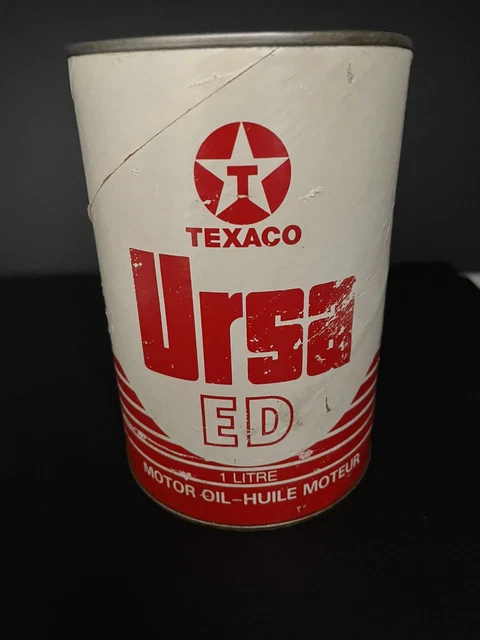 T
TEXACO
Ursa
ED
1 LITRE
MOTOR OIL-HUILE MOTEUR